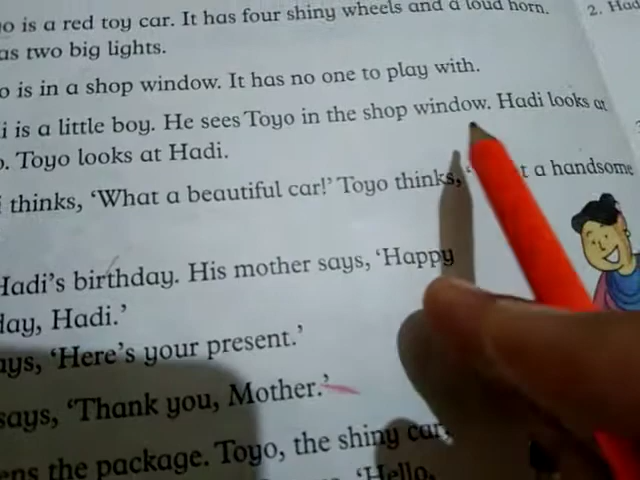 o is a red toy car. It has four shiny wheels and a loud horn.
as two big lights.
o is in a shop window. It has no one to play with.
i is a little boy. He sees Toyo in the shop window. Hadi looks at
o. Toyo looks at Hadi.
i thinks, ‘What a beautiful car!’ Toyo thinks, ‘ t a handsome
Hadi’s birthday. His mother says, ‘Happy
day, Hadi.’
ays, ‘Here’s your present.’
says, ‘Thank you, Mother.’
ens the package. Toyo, the shiny car,
‘Hello,
2. Had